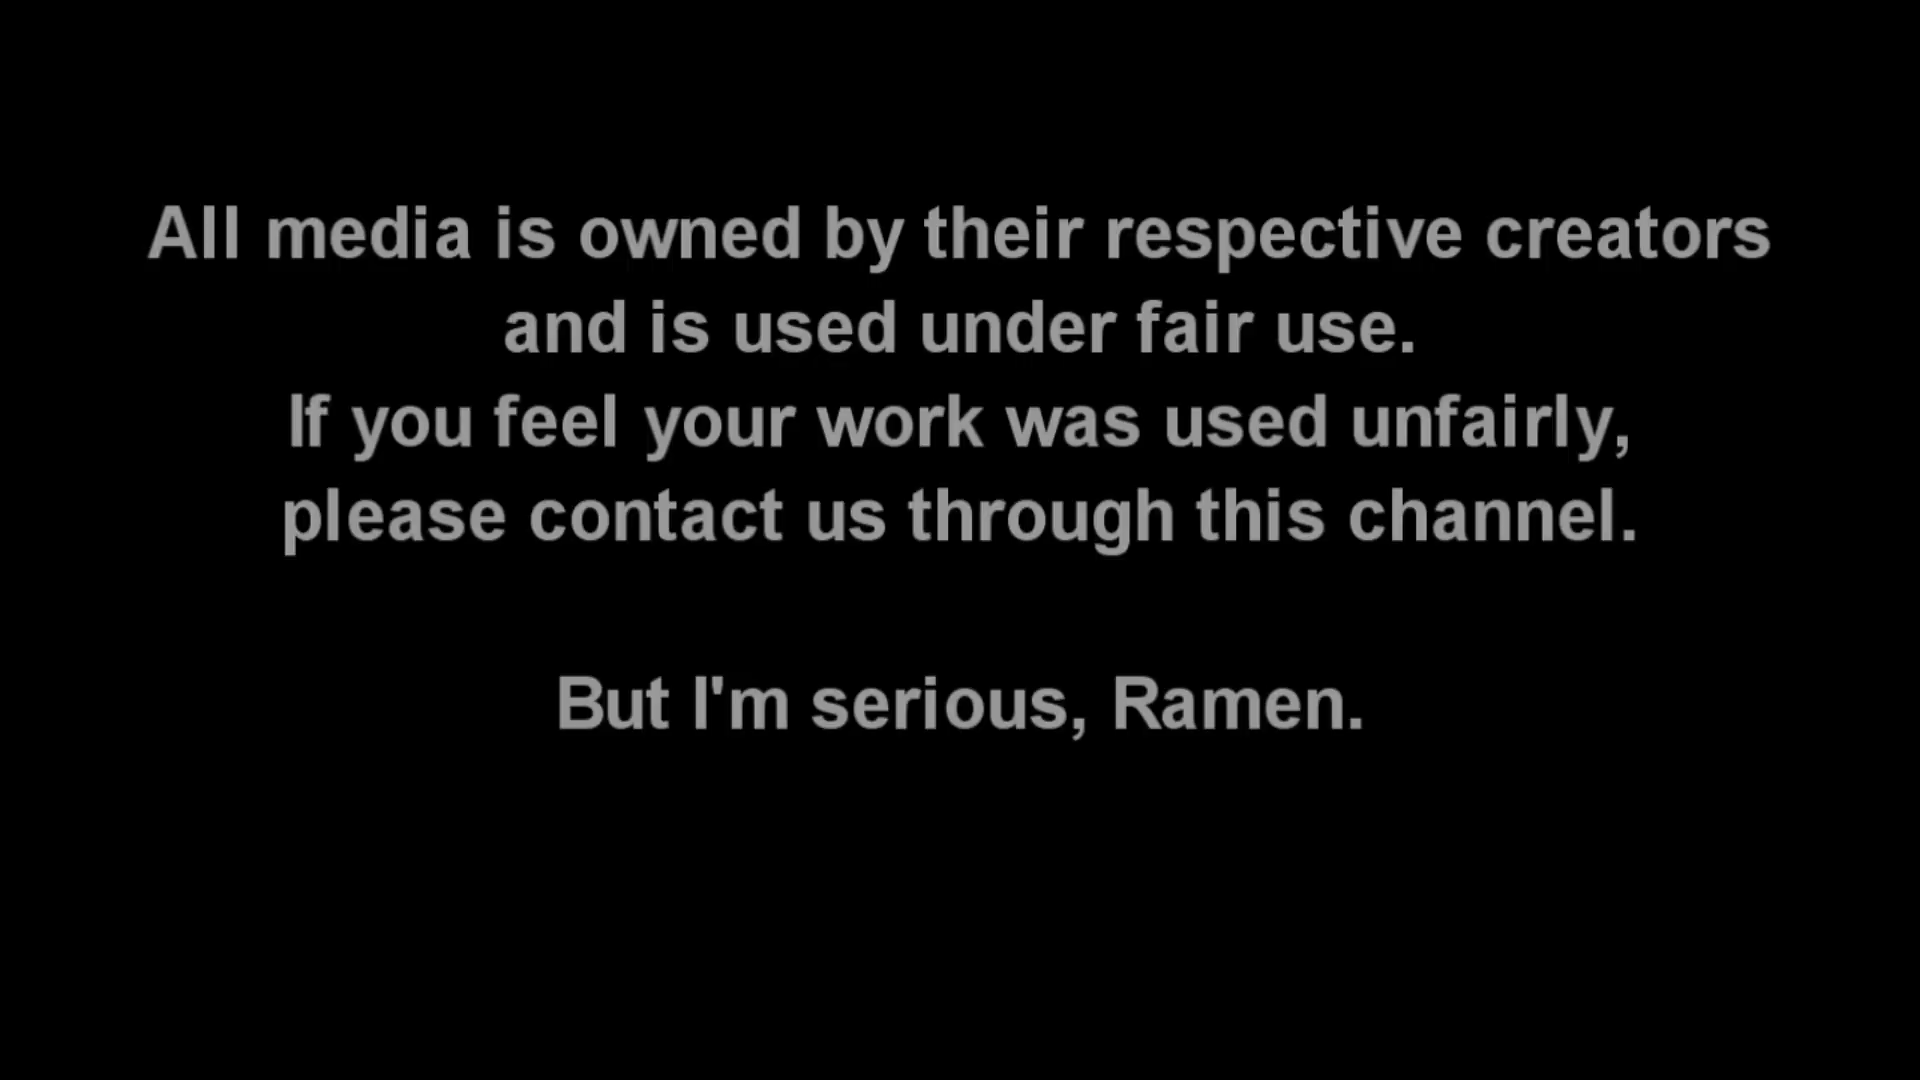 All media is owned by their respective creators
and is used under fair use.
If you feel your work was used unfairly,
please contact us through this channel.
But I'm serious, Ramen.